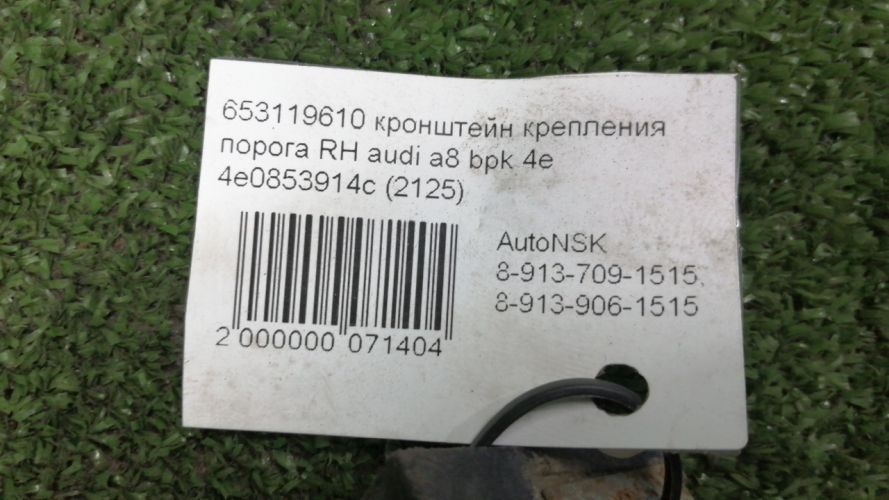 653119610 кронштейн крепления
порога RH audi a8 bpk 4e
4e0853914c (2125)
AutoNSK
8-913-709-1515,
8-913-906-1515
2 000000 071404